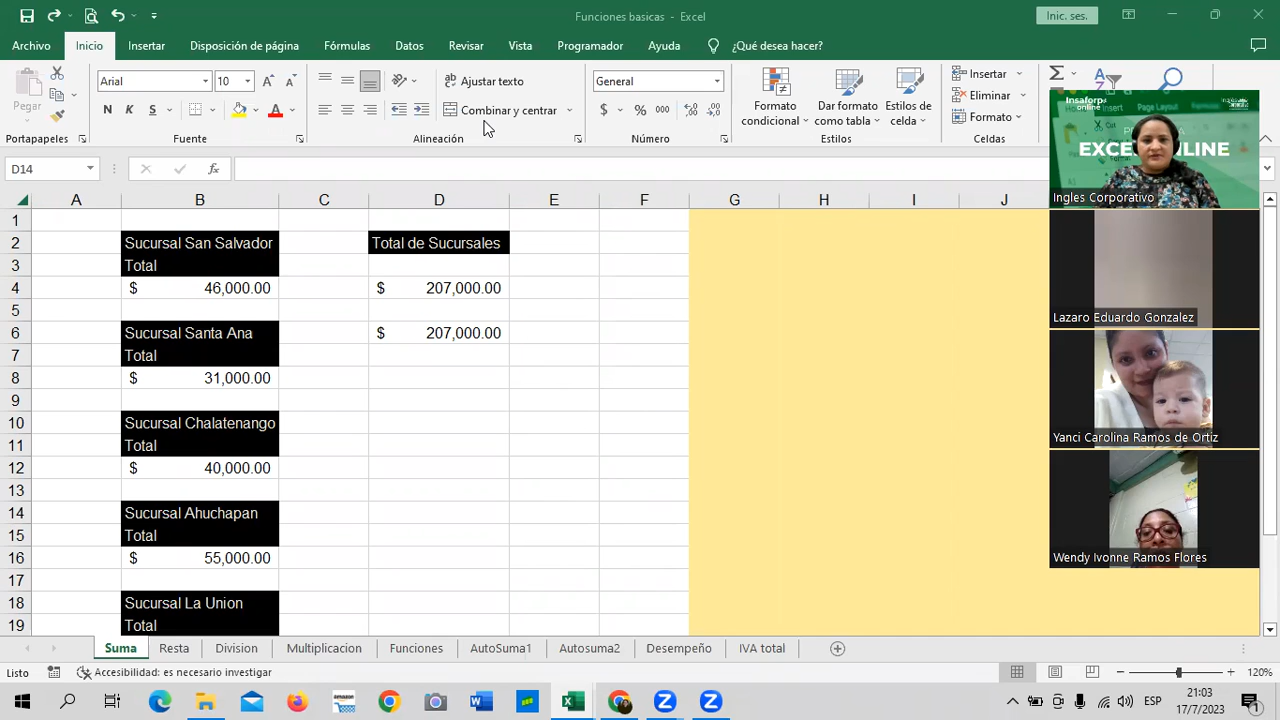 Funciones basicas - Excel
Inic. ses.
Archivo Inicio Insertar Disposición de página Fórmulas Datos Revisar Vista Programador Ayuda ¿Qué desea hacer?
Pegar
Arial 10
Ajustar texto
General
Insertar
N K S
Combinar y centrar
$ % 000
Formato condicional
Dar formato como tabla
Estilos de celda
Eliminar
Formato
Portapapeles Fuente Alineación Número Estilos Celdas
D14
fx
A B C D E F G H I J
1
2 Sucursal San Salvador Total de Sucursales
3 Total
4 $ 46,000.00 $ 207,000.00
5
6 Sucursal Santa Ana $ 207,000.00
7 Total
8 $ 31,000.00
9
10 Sucursal Chalatenango
11 Total
12 $ 40,000.00
13
14 Sucursal Ahuchapan
15 Total
16 $ 55,000.00
17
18 Sucursal La Union
19 Total
Insaforp online
Insert Page Layout Formulas
Ingles Corporativo
Lazaro Eduardo Gonzalez
Yanci Carolina Ramos de Ortiz
Wendy Ivonne Ramos Flores
Suma Resta Division Multiplicacion Funciones AutoSuma1 Autosuma2 Desempeño IVA total
Listo Accesibilidad: es necesario investigar 120%
ESP
21:03
17/7/2023